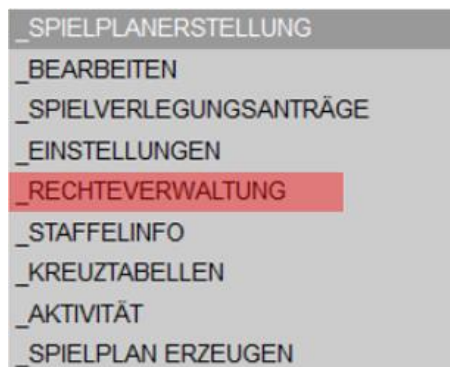 _SPIELPLANERSTELLUNG
_BEARBEITEN
_SPIELVERLEGUNGSANTRÄGE
_EINSTELLUNGEN
_RECHTEVERWALTUNG
_STAFFELINFO
_KREUZTABELLEN
_AKTIVITÄT
_SPIELPLAN ERZEUGEN